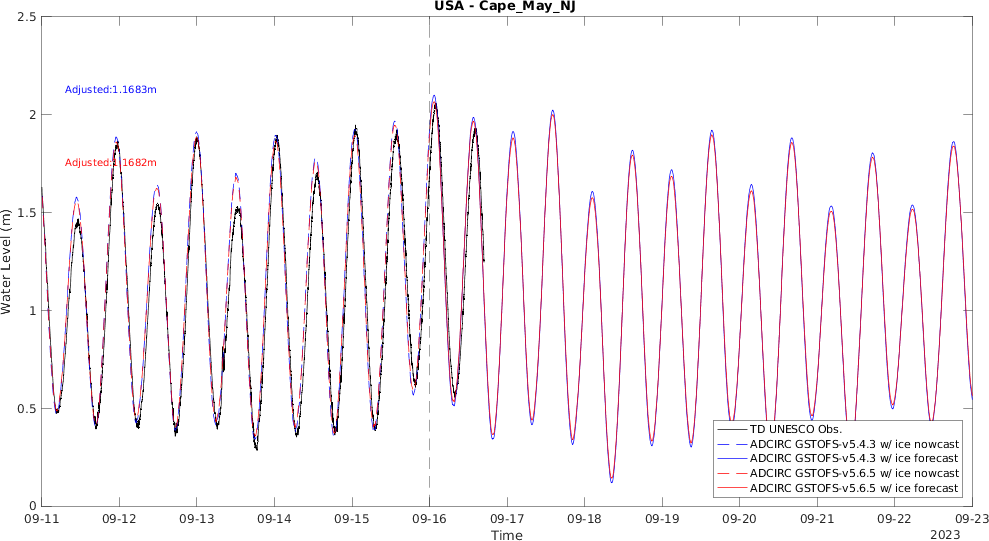 USA - Cape_May_NJ
2.5
Adjusted:1.1683m
2
Adjusted:1.1682m
1.5
Water Level (m)
1
0.5
TD UNESCO Obs.
ADCIRC GSTOFS-v5.4.3 w/ ice nowcast
ADCIRC GSTOFS-v5.4.3 w/ ice forecast
ADCIRC GSTOFS-v5.6.5 w/ ice nowcast
ADCIRC GSTOFS-v5.6.5 w/ ice forecast
0
09-11 09-12 09-13 09-14 09-15 09-16 09-17 09-18 09-19 09-20 09-21 09-22 09-23
Time
2023